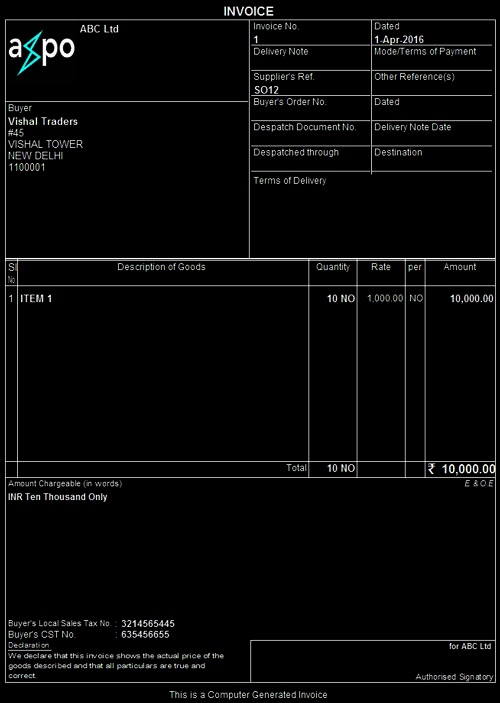 INVOICE
aspo
ABC Ltd
Invoice No.
1
Dated
1-Apr-2016
Delivery Note
Mode/Terms of Payment
Supplier's Ref.
SO12
Other Reference(s)
Buyer
Vishal Traders
#45
VISHAL TOWER
NEW DELHI
1100001
Buyer's Order No.
Dated
Despatch Document No.
Delivery Note Date
Despatched through
Destination
Terms of Delivery
Sl No Description of Goods Quantity Rate per Amount
1 ITEM 1 10 NO 1,000.00 NO 10,000.00
Total 10 NO ₹ 10,000.00
Amount Chargeable (in words) E. & O.E
INR Ten Thousand Only
Buyer's Local Sales Tax No. : 3214565445
Buyer's CST No. : 635456655
Declaration
We declare that this invoice shows the actual price of the
goods described and that all particulars are true and
correct.
for ABC Ltd
Authorised Signatory
This is a Computer Generated Invoice